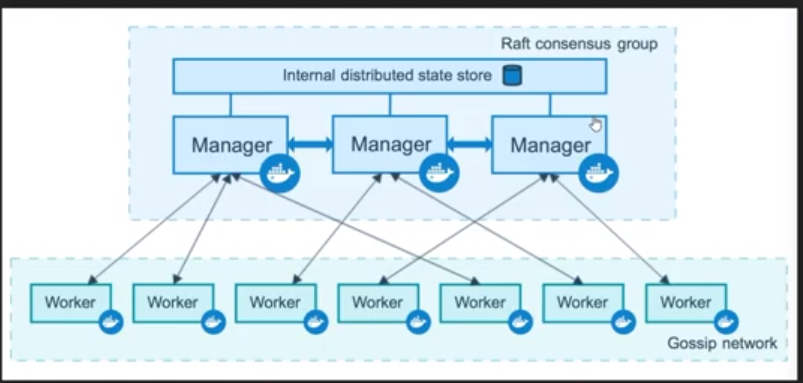 Raft consensus group
Internal distributed state store
Manager
Manager
Manager
Worker
Worker
Worker
Worker
Worker
Worker
Worker
Gossip network